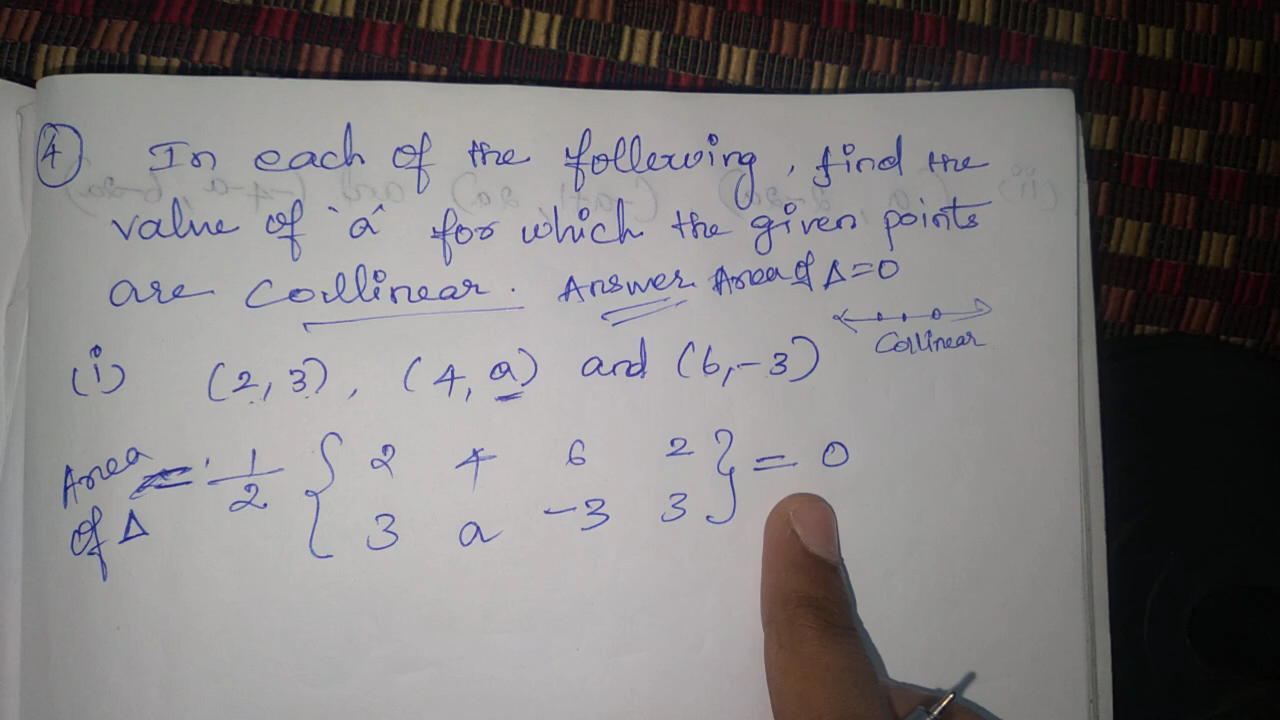 4 In each of the following, find the
value of 'a' for which the given points
are Collinear. Answer Area of Δ=0
Collinear
(i) (2,3), (4,a) and (6,-3)
Area of Δ = 1/2 { 2 4 6 2 } = 0
3 a -3 3